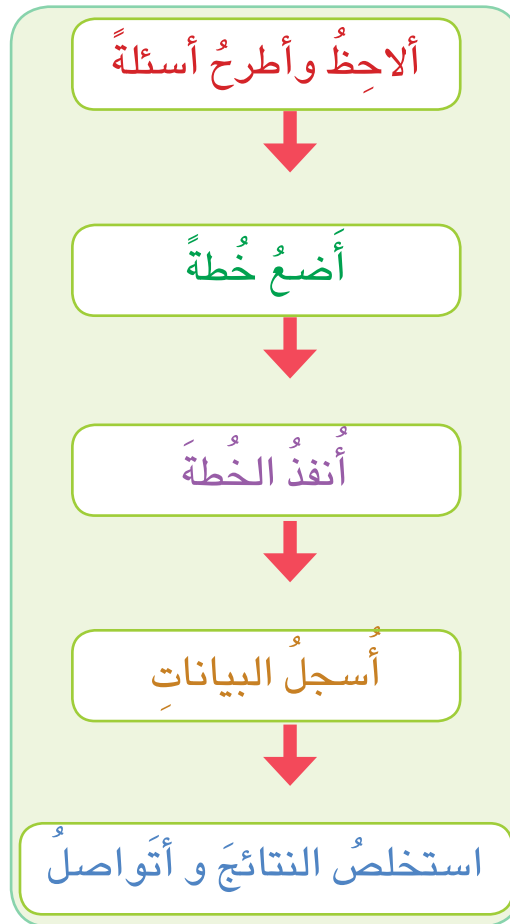 ألاحِظُ وأطرحُ أسئلةً
أَضعُ خُطةً
أُنفذُ الخُطةَ
أُسجلُ البياناتِ
استخلصُ النتائجَ و أتَواصلُ